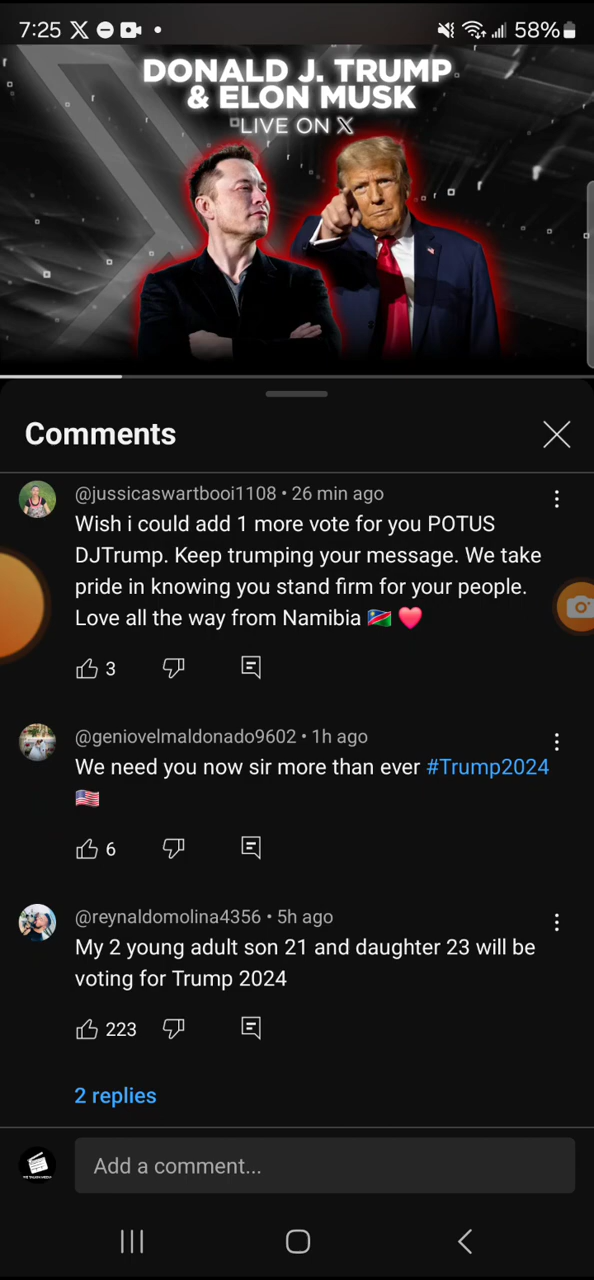 7:25 X 58%
DONALD J. TRUMP
& ELON MUSK
LIVE ON X
Comments
@jussicaswartbooi1108 • 26 min ago
Wish i could add 1 more vote for you POTUS
DJTrump. Keep trumping your message. We take
pride in knowing you stand firm for your people.
Love all the way from Namibia 🇳🇦 ❤️
3
@geniovelmaldonado9602 • 1h ago
We need you now sir more than ever #Trump2024
🇺🇸
6
@reynaldomolina4356 • 5h ago
My 2 young adult son 21 and daughter 23 will be
voting for Trump 2024
223
2 replies
Add a comment...